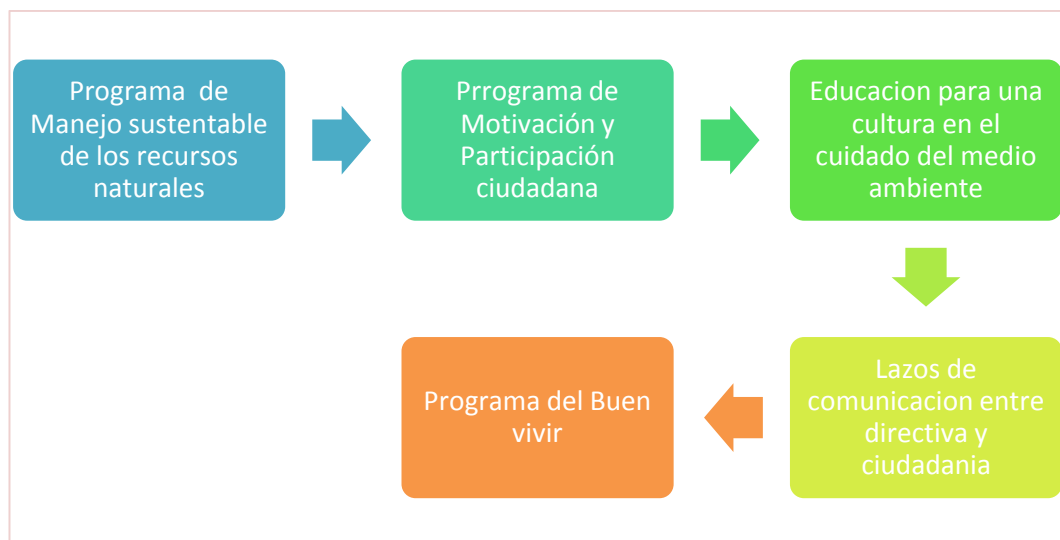 Programa  de
Manejo sustentable
de los recursos
naturales
Prrograma de
Motivación y
Participación
ciudadana
Educacion para una
cultura en el
cuidado del medio
ambiente
Lazos de
comunicacion entre
directiva y
ciudadania
Programa del Buen
vivir